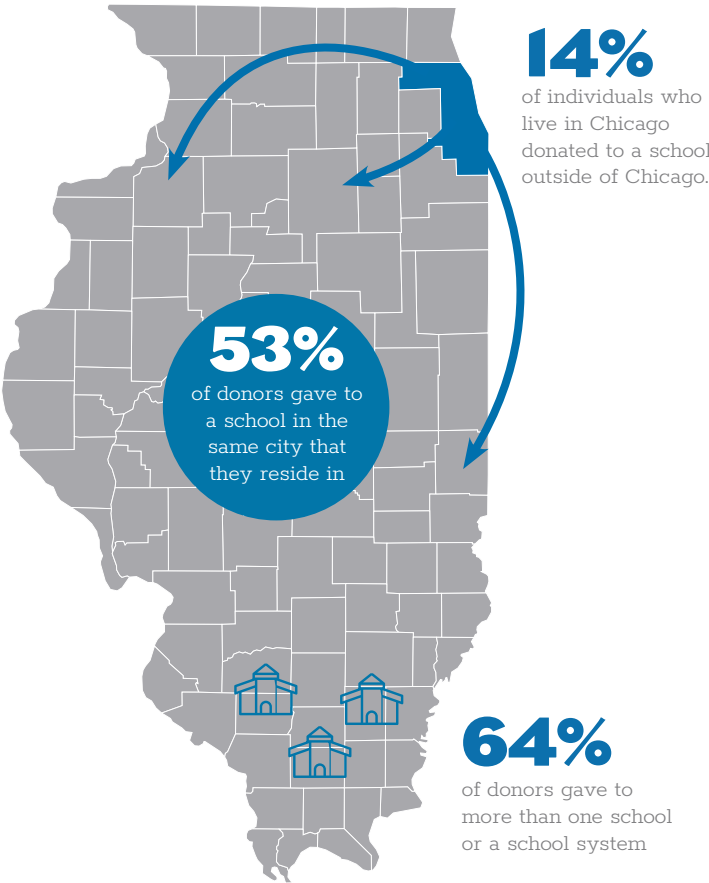 14%
of individuals who
live in Chicago
donated to a school
outside of Chicago.
53%
of donors gave to
a school in the
same city that
they reside in
64%
of donors gave to
more than one school
or a school system